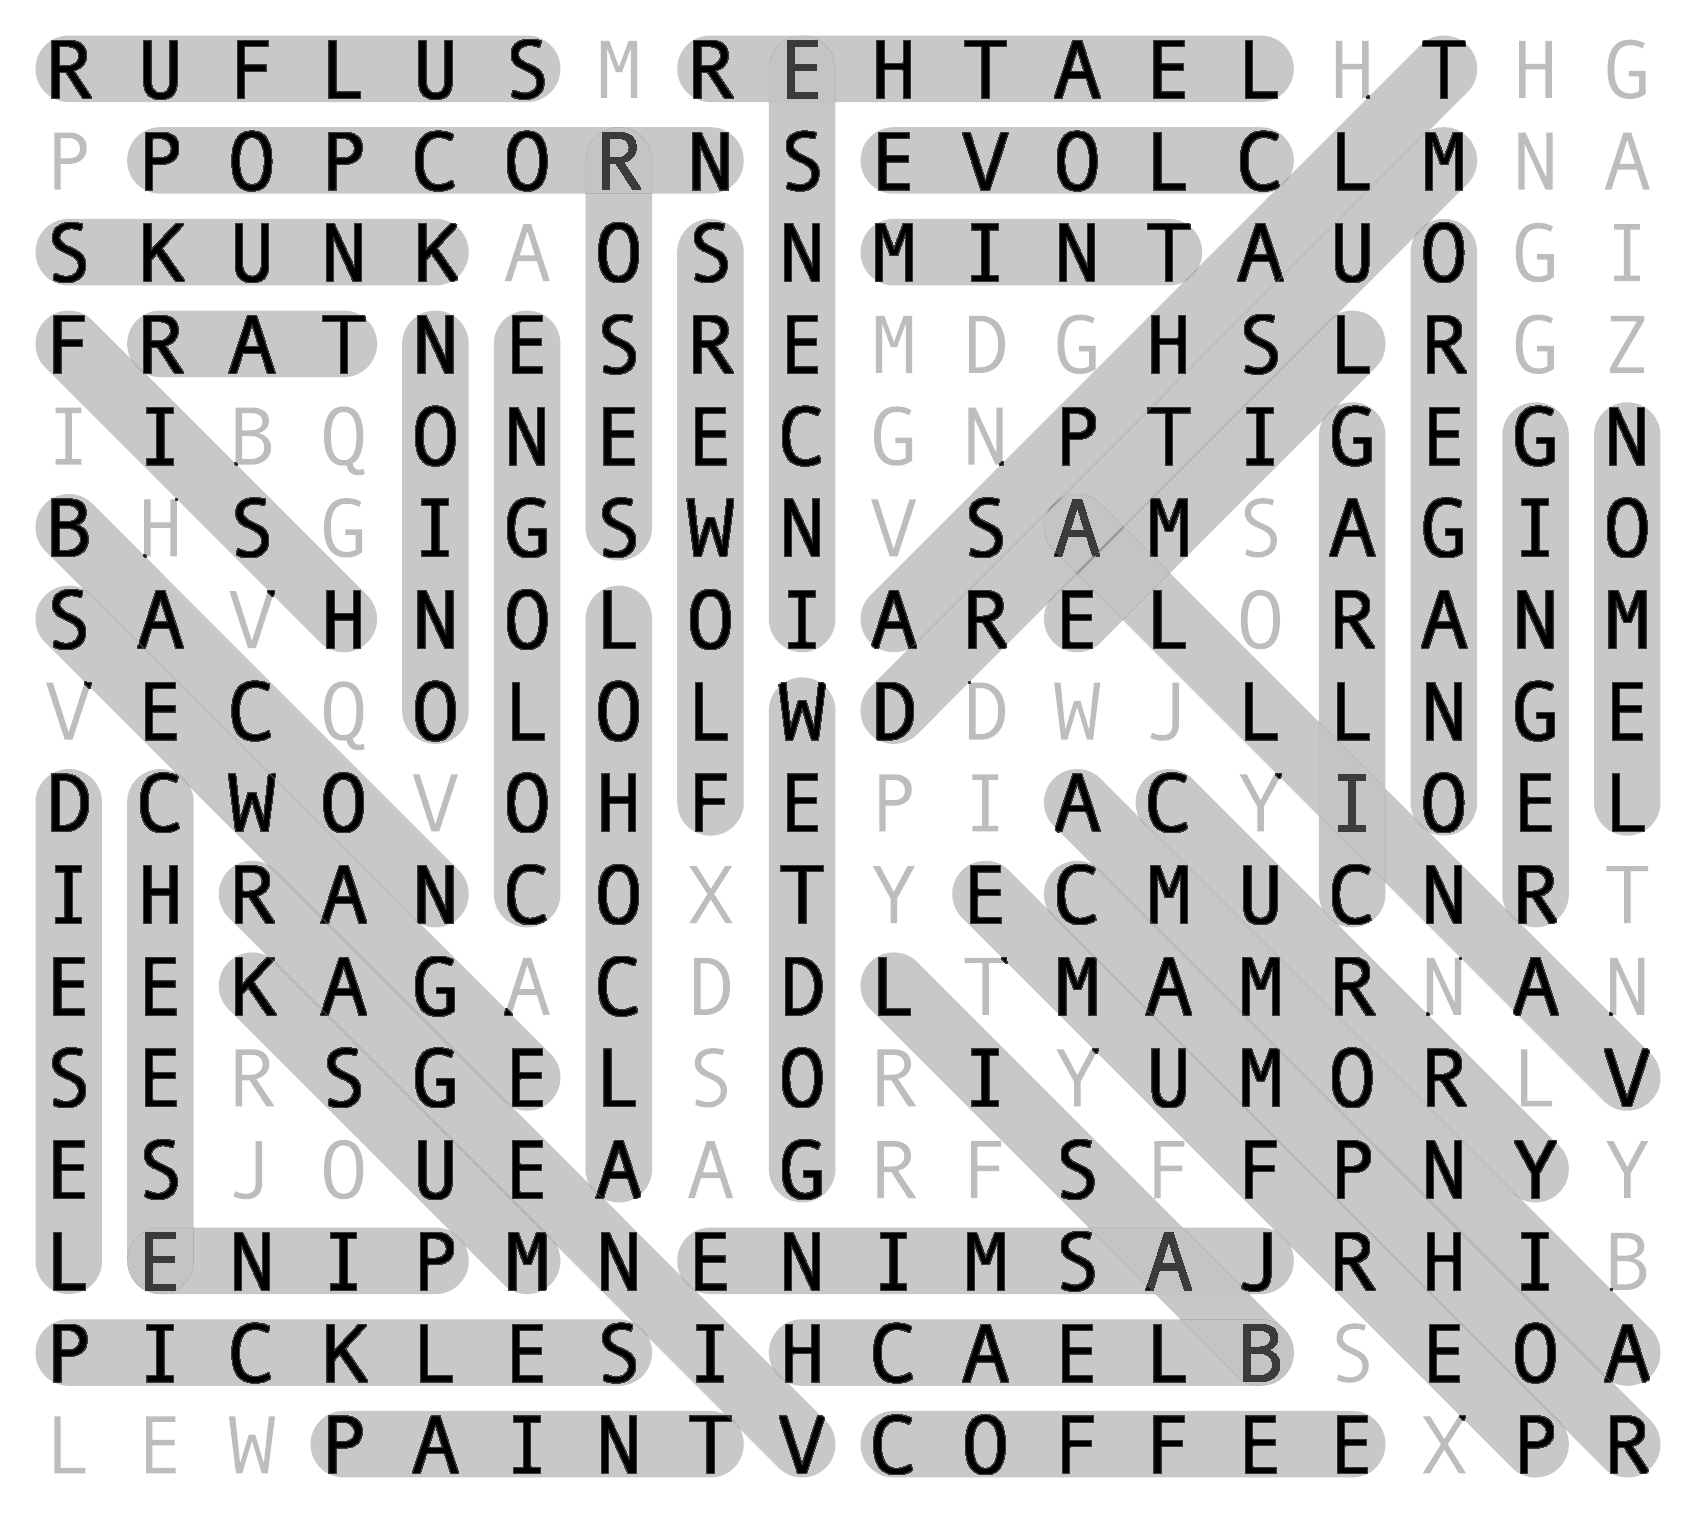 R U F L U S M R E H T A E L H T H G
P P O P C O R N S E V O L C L M N A
S K U N K A O S N M I N T A U O G I
F R A T N E S R E M D G H S L R G Z
I I B Q O N E E C G N P T I G E G N
B H S G I G S W N V S A M S A G I O
S A V H N O L O I A R E L O R A N M
V E C Q O L O L W D D W J L L N G E
D C W O V O H F E P I A C Y I O E L
I H R A N C O X T Y E C M U C N R T
E E K A G A C D D L T M A M R N A N
S E R S G E L S O R I Y U M O R L V
E S J O U E A A G R F S F F P N Y Y
L E N I P M N E N I M S A J R H I B
P I C K L E S I H C A E L B S E O A
L E W P A I N T V C O F F E E X P R